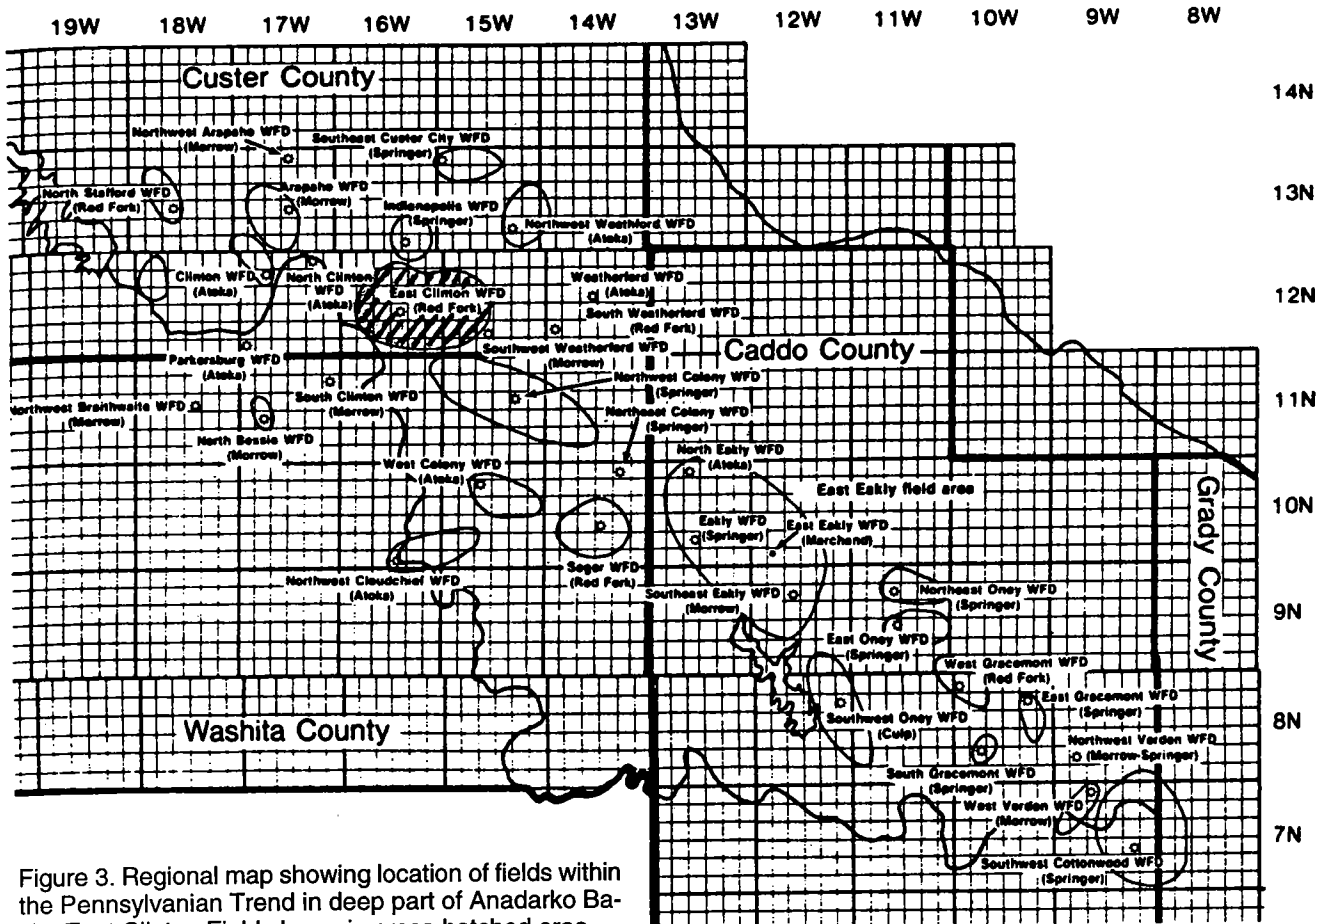 19W 18W 17W 16W 15W 14W 13W 12W 11W 10W 9W 8W
Custer County
14N
Northwest Arapaho WFD
(Morrow)
Southeast Custer City WFD
(Springer)
13N
North Stafford WFD
(Red Fork)
Arapaho WFD
(Morrow)
Indianapolis WFD
(Springer)
Northwest Weathford WFD
(Atoka)
Clinton WFD
(Atoka)
North Clinton
WFD
(Atoka)
East Clinton WFD
(Red Fork)
Weatherford WFD
(Atoka)
12N
South Weatherford WFD
(Red Fork)
Parkersburg WFD
(Atoka)
Southwest Weatherford WFD
(Morrow)
Caddo County
Northwest Colony WFD
(Springer)
South Clinton WFD
(Morrow)
11N
Northwest Braithwaite WFD
(Morrow)
Northeast Colony WFD
(Springer)
North Bessie WFD
(Morrow)
North Eakly WFD
(Atoka)
West Colony WFD
(Atoka)
East Eakly field area
10N
Grady County
Eakly WFD
(Springer)
East Eakly WFD
(Marchand)
Northwest Cloudchief WFD
(Atoka)
Seger WFD
(Red Fork)
Southeast Eakly WFD
(Morrow)
Northeast Oney WFD
(Springer)
9N
East Oney WFD
(Springer)
West Gracemont WFD
(Red Fork)
East Gracemont WFD
(Springer)
8N
Washita County
Southwest Oney WFD
(Culp)
Northwest Verden WFD
(Morrow-Springer)
South Gracemont WFD
(Springer)
West Verden WFD
(Morrow)
7N
Southwest Cottonwood WFD
(Springer)
Figure 3. Regional map showing location of fields within
the Pennsylvanian Trend in deep part of Anadarko Ba-